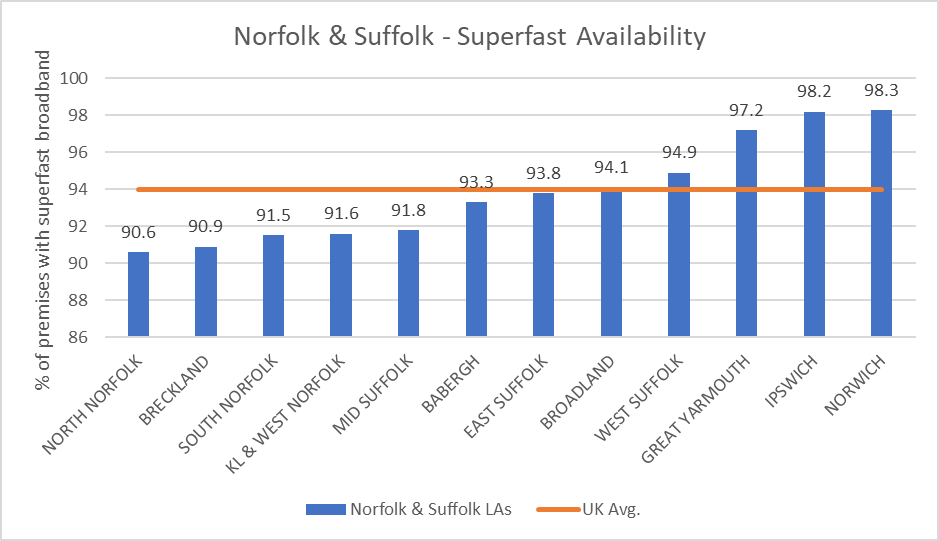 Norfolk & Suffolk - Superfast Availability
% of premises with superfast broadband
100
98
96
94
92
90
88
86
90.6
90.9
91.5
91.6
91.8
93.3
93.8
94.1
94.9
97.2
98.2
98.3
NORTH NORFOLK
BRECKLAND
SOUTH NORFOLK
KL & WEST NORFOLK
MID SUFFOLK
BABERGH
EAST SUFFOLK
BROADLAND
WEST SUFFOLK
GREAT YARMOUTH
IPSWICH
NORWICH
Norfolk & Suffolk LAs
UK Avg.